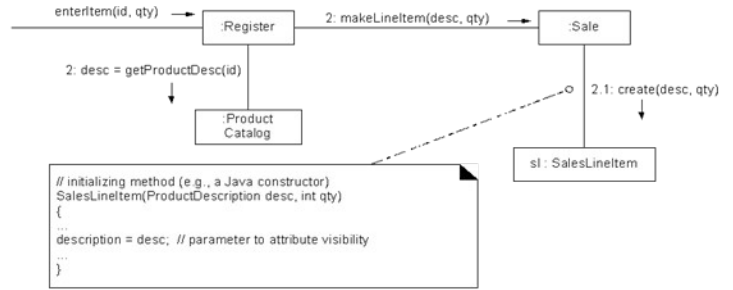 enterItem(id, qty)
:Register
2: makeLineItem(desc, qty)
:Sale
2: desc = getProductDesc(id)
2.1: create(desc, qty)
:Product
Catalog
sl : SalesLineItem
// initializing method (e.g., a Java constructor)
SalesLineItem(ProductDescription desc, int qty)
{
...
description = desc;  // parameter to attribute visibility
...
}